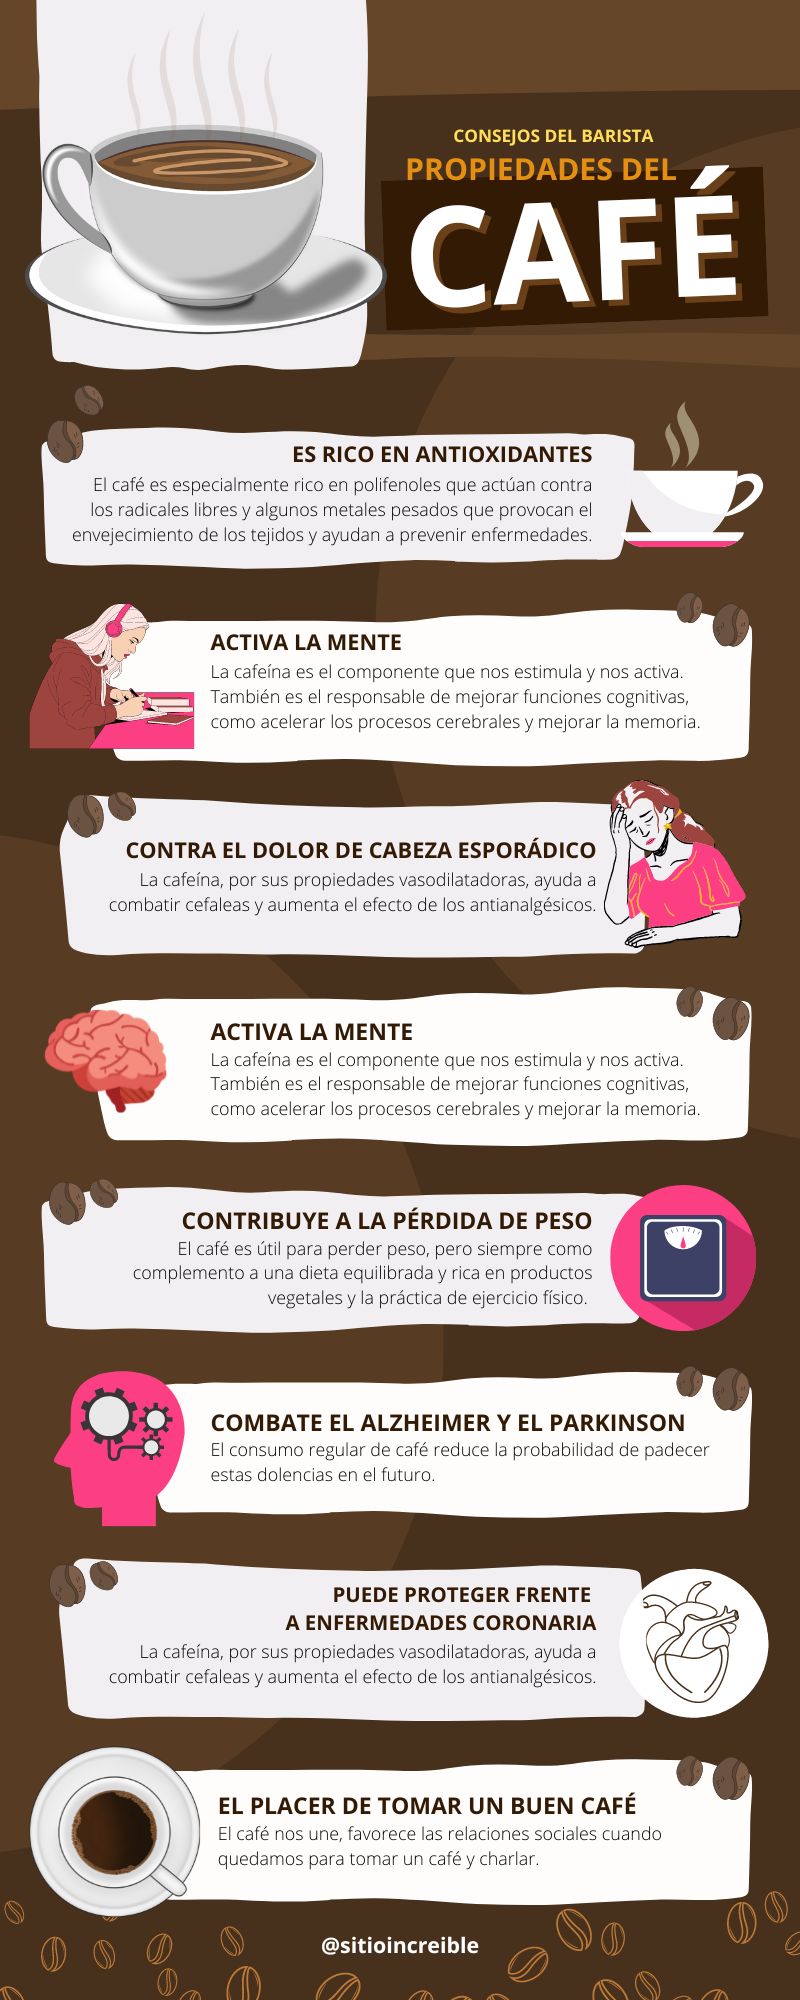 CONSEJOS DEL BARISTA
PROPIEDADES DEL
CAFÉ
ES RICO EN ANTIOXIDANTES
El café es especialmente rico en polifenoles que actúan contra
los radicales libres y algunos metales pesados que provocan el
envejecimiento de los tejidos y ayudan a prevenir enfermedades.
ACTIVA LA MENTE
La cafeína es el componente que nos estimula y nos activa.
También es el responsable de mejorar funciones cognitivas,
como acelerar los procesos cerebrales y mejorar la memoria.
CONTRA EL DOLOR DE CABEZA ESPORÁDICO
La cafeína, por sus propiedades vasodilatadoras, ayuda a
combatir cefaleas y aumenta el efecto de los antianalgésicos.
ACTIVA LA MENTE
La cafeína es el componente que nos estimula y nos activa.
También es el responsable de mejorar funciones cognitivas,
como acelerar los procesos cerebrales y mejorar la memoria.
CONTRIBUYE A LA PÉRDIDA DE PESO
El café es útil para perder peso, pero siempre como
complemento a una dieta equilibrada y rica en productos
vegetales y la práctica de ejercicio físico.
COMBATE EL ALZHEIMER Y EL PARKINSON
El consumo regular de café reduce la probabilidad de padecer
estas dolencias en el futuro.
PUEDE PROTEGER FRENTE
A ENFERMEDADES CORONARIA
La cafeína, por sus propiedades vasodilatadoras, ayuda a
combatir cefaleas y aumenta el efecto de los antianalgésicos.
EL PLACER DE TOMAR UN BUEN CAFÉ
El café nos une, favorece las relaciones sociales cuando
quedamos para tomar un café y charlar.
@sitioincreible